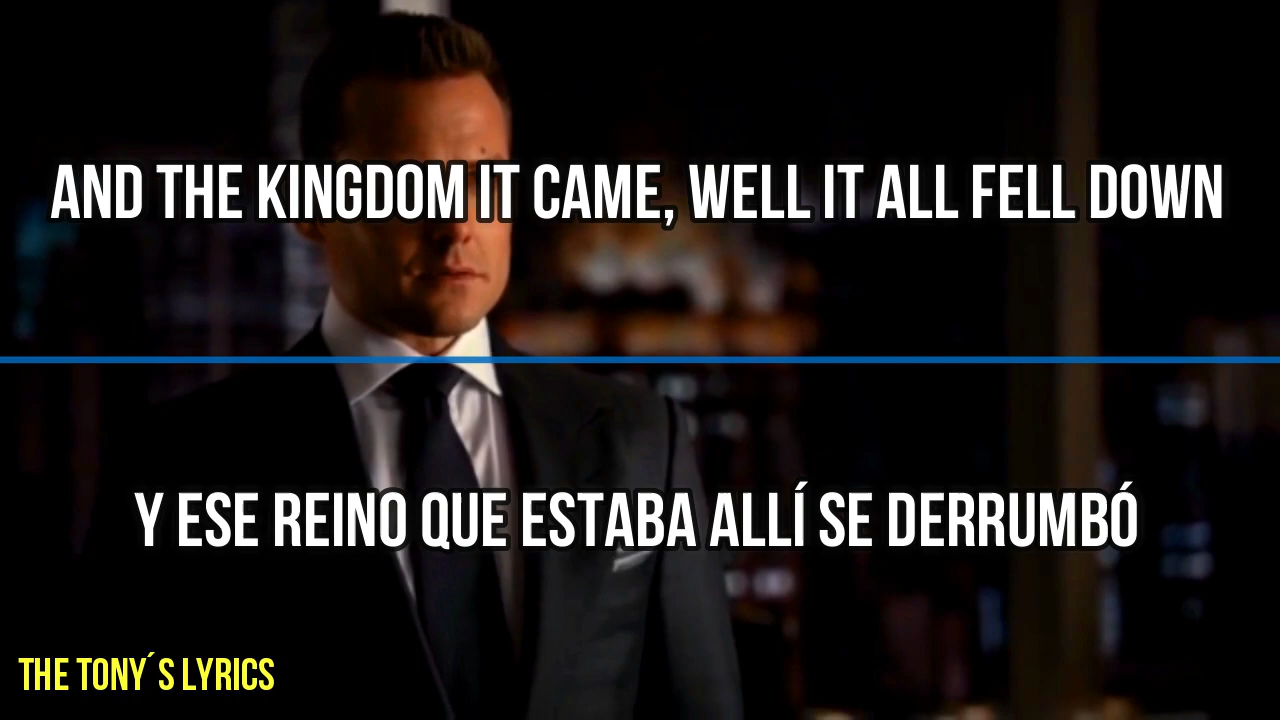 AND THE KINGDOM IT CAME, WELL IT ALL FELL DOWN
Y ESE REINO QUE ESTABA ALLÍ SE DERRUMBÓ
THE TONY´S LYRICS